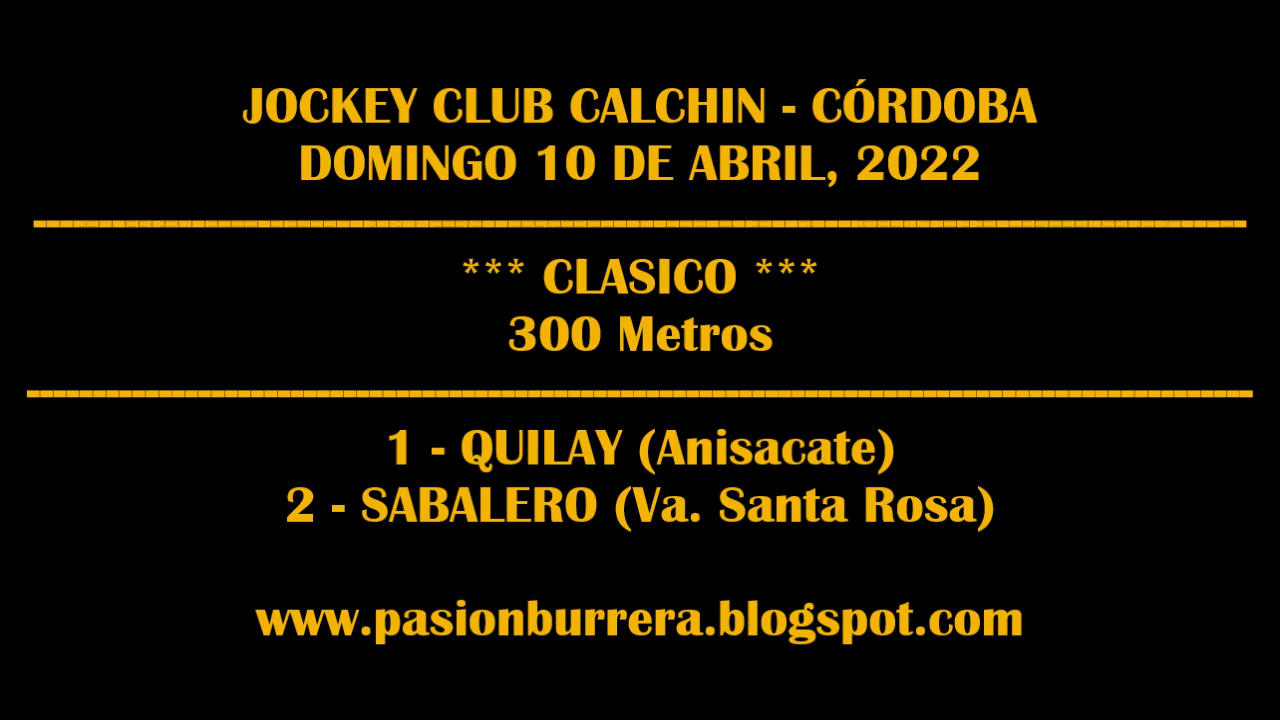 JOCKEY CLUB CALCHIN - CÓRDOBA
DOMINGO 10 DE ABRIL, 2022
*** CLASICO ***
300 Metros
1 - QUILAY (Anisacate)
2 - SABALERO (Va. Santa Rosa)
www.pasionburrera.blogspot.com